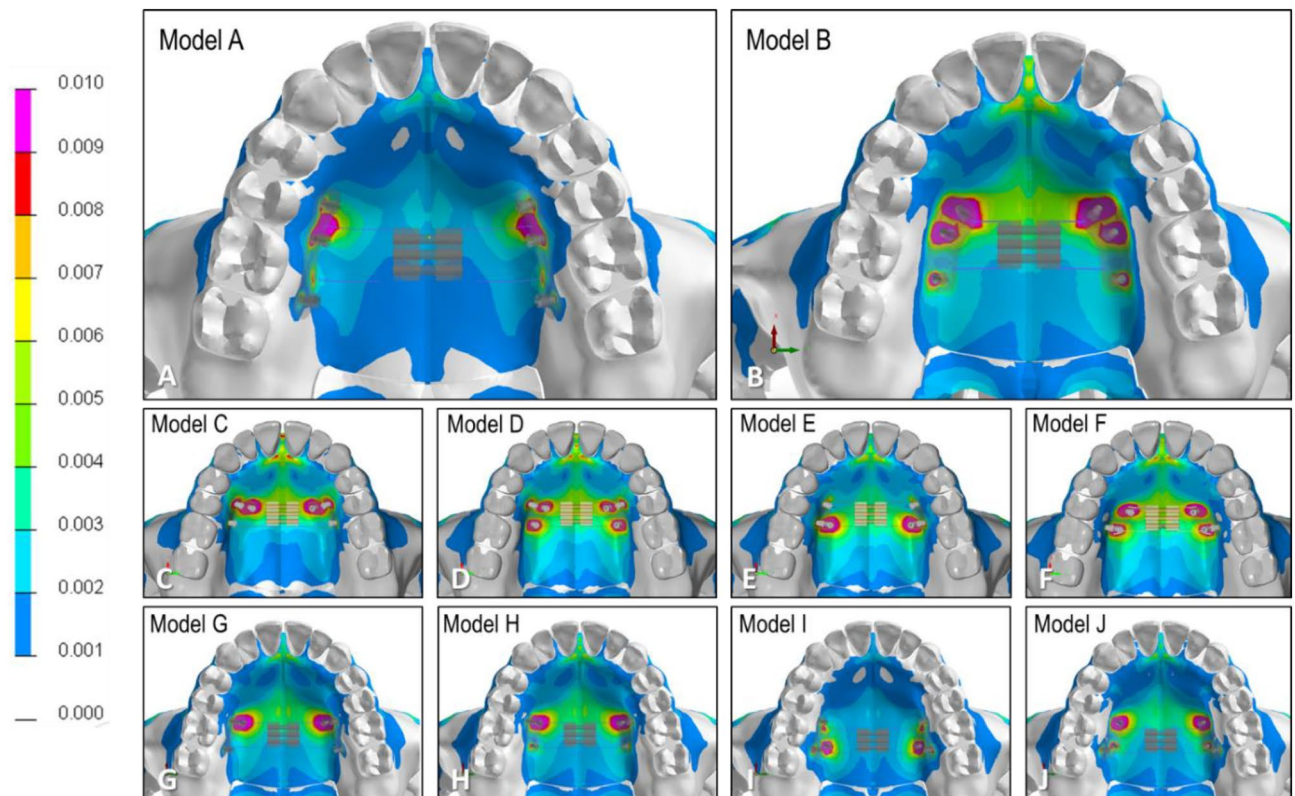 0.010
0.009
0.008
0.007
0.006
0.005
0.004
0.003
0.002
0.001
0.000
Model A
A
Model B
B
Model C
C
Model D
D
Model E
E
Model F
F
Model G
G
Model H
H
Model I
I
Model J
J